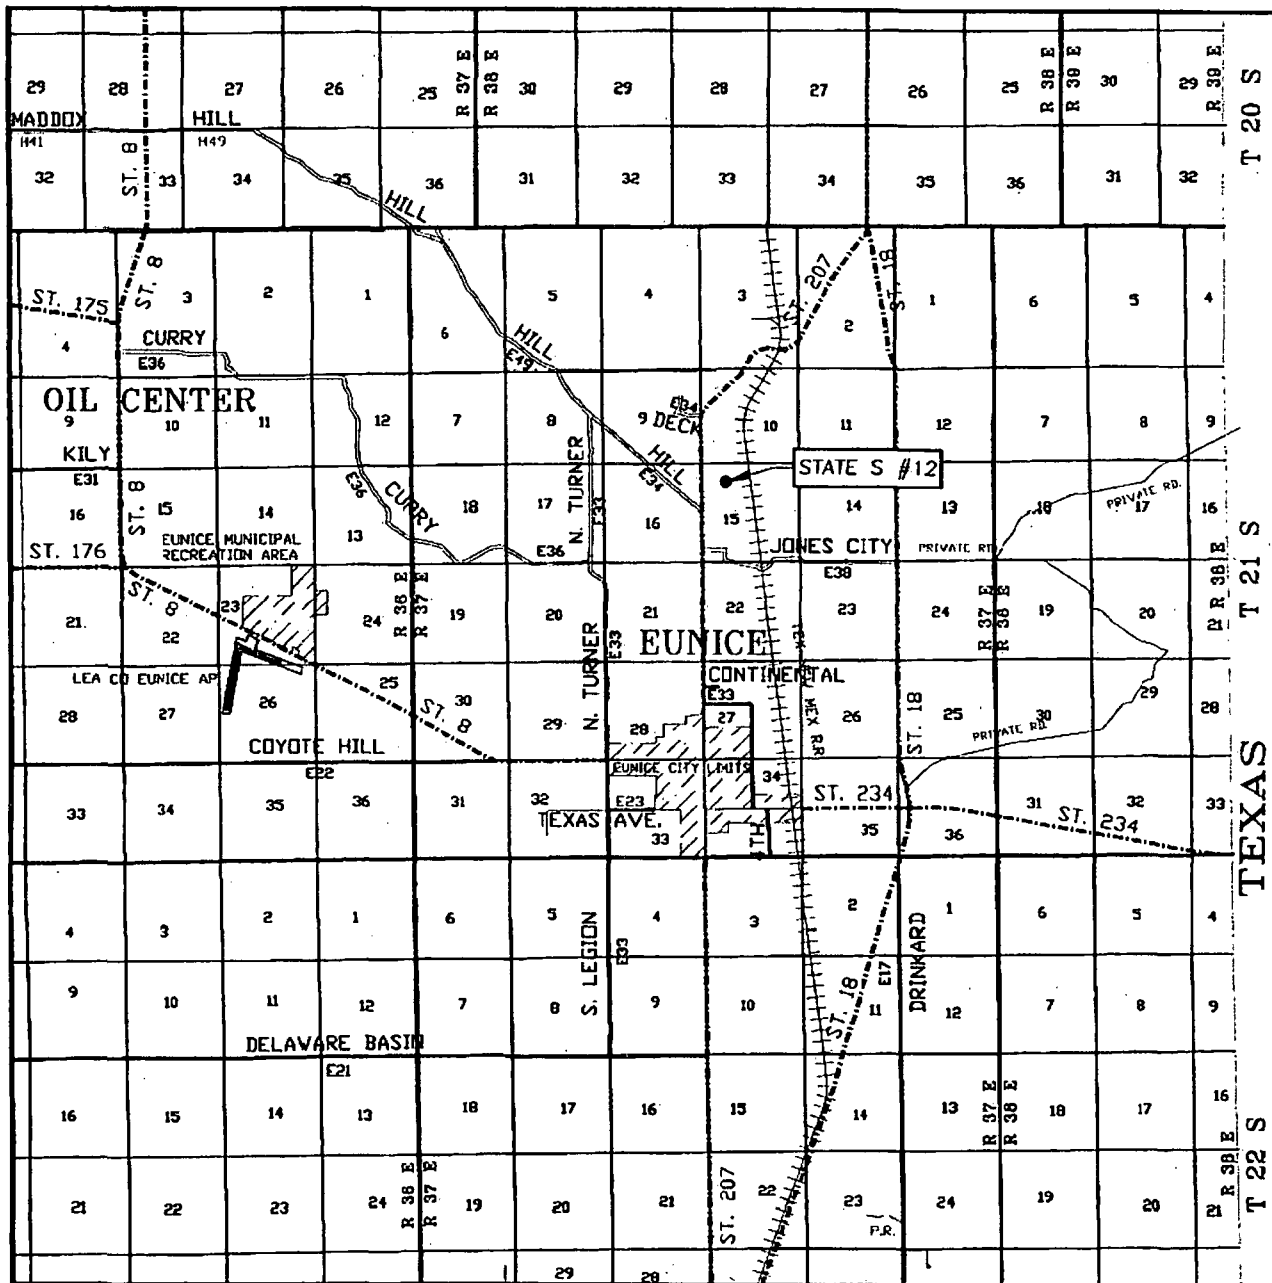 29 28 27 26 25 R 37 E R 38 E 30 29 28 27 26 25 R 38 E R 39 E 30 29 R 39 E
T 20 S
MADDOX HILL
H41 H49
32 ST. 8 33 34 35 36 31 32 33 34 35 36 31 32
HILL
ST. 175 ST. 8 3 2 1 6 5 4 3 ST. 207 2 ST. 18 1 6 5 4
4 CURRY HILL
E36 E49
OIL CENTER
E34
9 10 11 12 7 8 9 DECK 10 11 12 7 8 9
KILY N. TURNER HILL STATE S #12
E31 E36 E34
16 ST. 8 15 14 13 CURRY 18 17 E33 16 15 14 13 18 17 16
PRIVATE RD.
ST. 176 EUNICE MUNICIPAL RECREATION AREA E36 JONES CITY PRIVATE RD
E38
T 21 S
ST. 8 23 24 R 36 E R 37 E 19 20 21 22 23 24 R 37 E R 38 E 19 20 21 R 38 E
21 22 N. TURNER E33 EUNICE
LEA CO EUNICE AP CONTINENTAL
E33
28 27 26 25 30 ST. 8 29 28 27 MEX R.R. 26 ST. 18 25 30 29 28
PRIVATE RD.
COYOTE HILL
E22 EUNICE CITY LIMITS
TEXAS
33 34 35 36 31 32 E23 34 ST. 234 31 32 33
TEXAS AVE. 33 4TH 35 36 ST. 234
4 3 2 1 6 5 4 3 2 1 6 5 4
S. LEGION E33 DRINKARD E17
9 10 11 12 7 8 9 10 ST. 18 11 12 7 8 9
DELAWARE BASIN
E21
16 15 14 13 18 17 16 15 14 13 R 37 E R 38 E 18 17 16
T 22 S
21 22 23 24 R 36 E R 37 E 19 20 21 ST. 207 22 23 24 19 20 21 R 38 E
P.R.
29 28